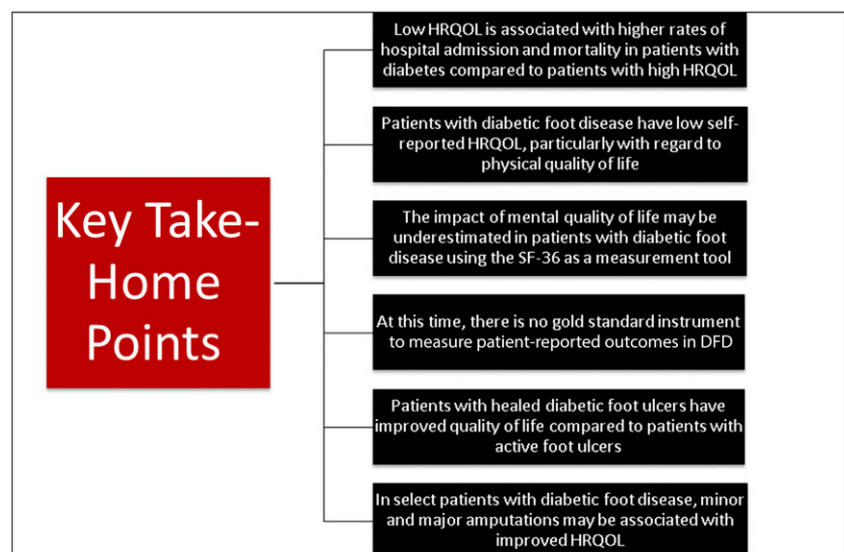 Key Take-
Home
Points
Low HRQOL is associated with higher rates of
hospital admission and mortality in patients with
diabetes compared to patients with high HRQOL
Patients with diabetic foot disease have low self-
reported HRQOL, particularly with regard to
physical quality of life
The impact of mental quality of life may be
underestimated in patients with diabetic foot
disease using the SF-36 as a measurement tool
At this time, there is no gold standard instrument
to measure patient-reported outcomes in DFD
Patients with healed diabetic foot ulcers have
improved quality of life compared to patients with
active foot ulcers
In select patients with diabetic foot disease, minor
and major amputations may be associated with
improved HRQOL